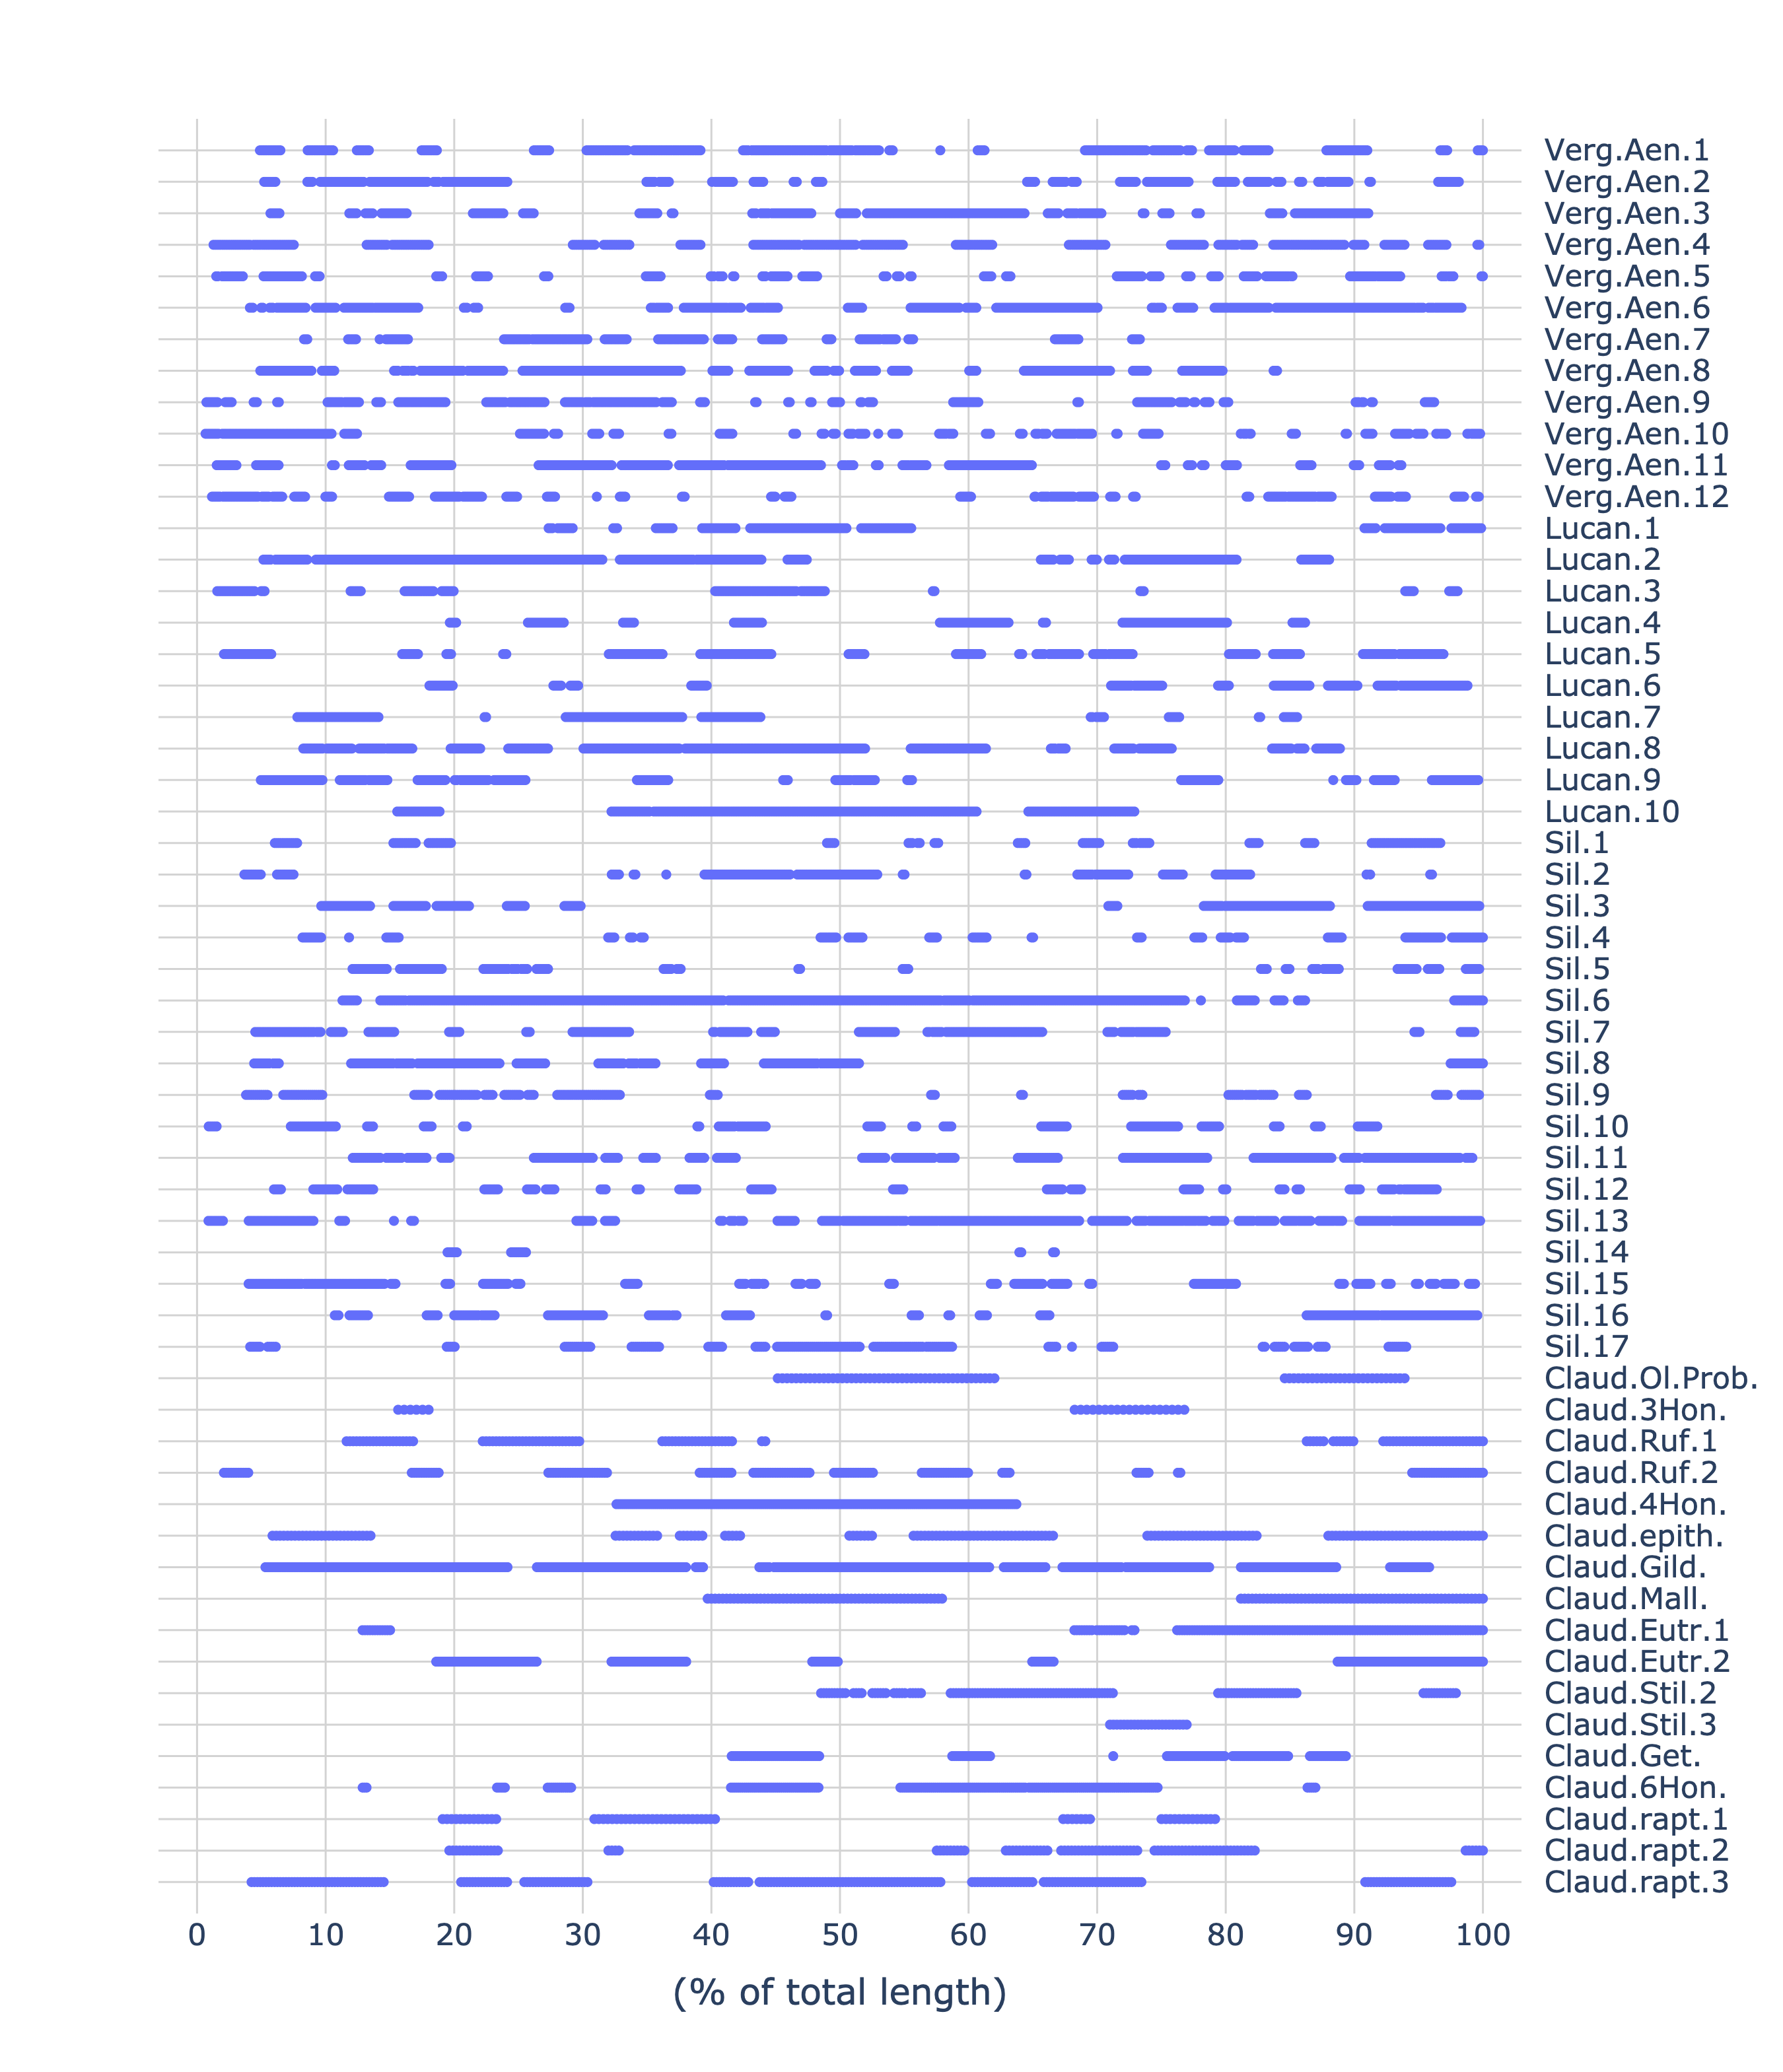 Verg.Aen.1
Verg.Aen.2
Verg.Aen.3
Verg.Aen.4
Verg.Aen.5
Verg.Aen.6
Verg.Aen.7
Verg.Aen.8
Verg.Aen.9
Verg.Aen.10
Verg.Aen.11
Verg.Aen.12
Lucan.1
Lucan.2
Lucan.3
Lucan.4
Lucan.5
Lucan.6
Lucan.7
Lucan.8
Lucan.9
Lucan.10
Sil.1
Sil.2
Sil.3
Sil.4
Sil.5
Sil.6
Sil.7
Sil.8
Sil.9
Sil.10
Sil.11
Sil.12
Sil.13
Sil.14
Sil.15
Sil.16
Sil.17
Claud.Ol.Prob.
Claud.3Hon.
Claud.Ruf.1
Claud.Ruf.2
Claud.4Hon.
Claud.epith.
Claud.Gild.
Claud.Mall.
Claud.Eutr.1
Claud.Eutr.2
Claud.Stil.2
Claud.Stil.3
Claud.Get.
Claud.6Hon.
Claud.rapt.1
Claud.rapt.2
Claud.rapt.3
0 10 20 30 40 50 60 70 80 90 100
(% of total length)